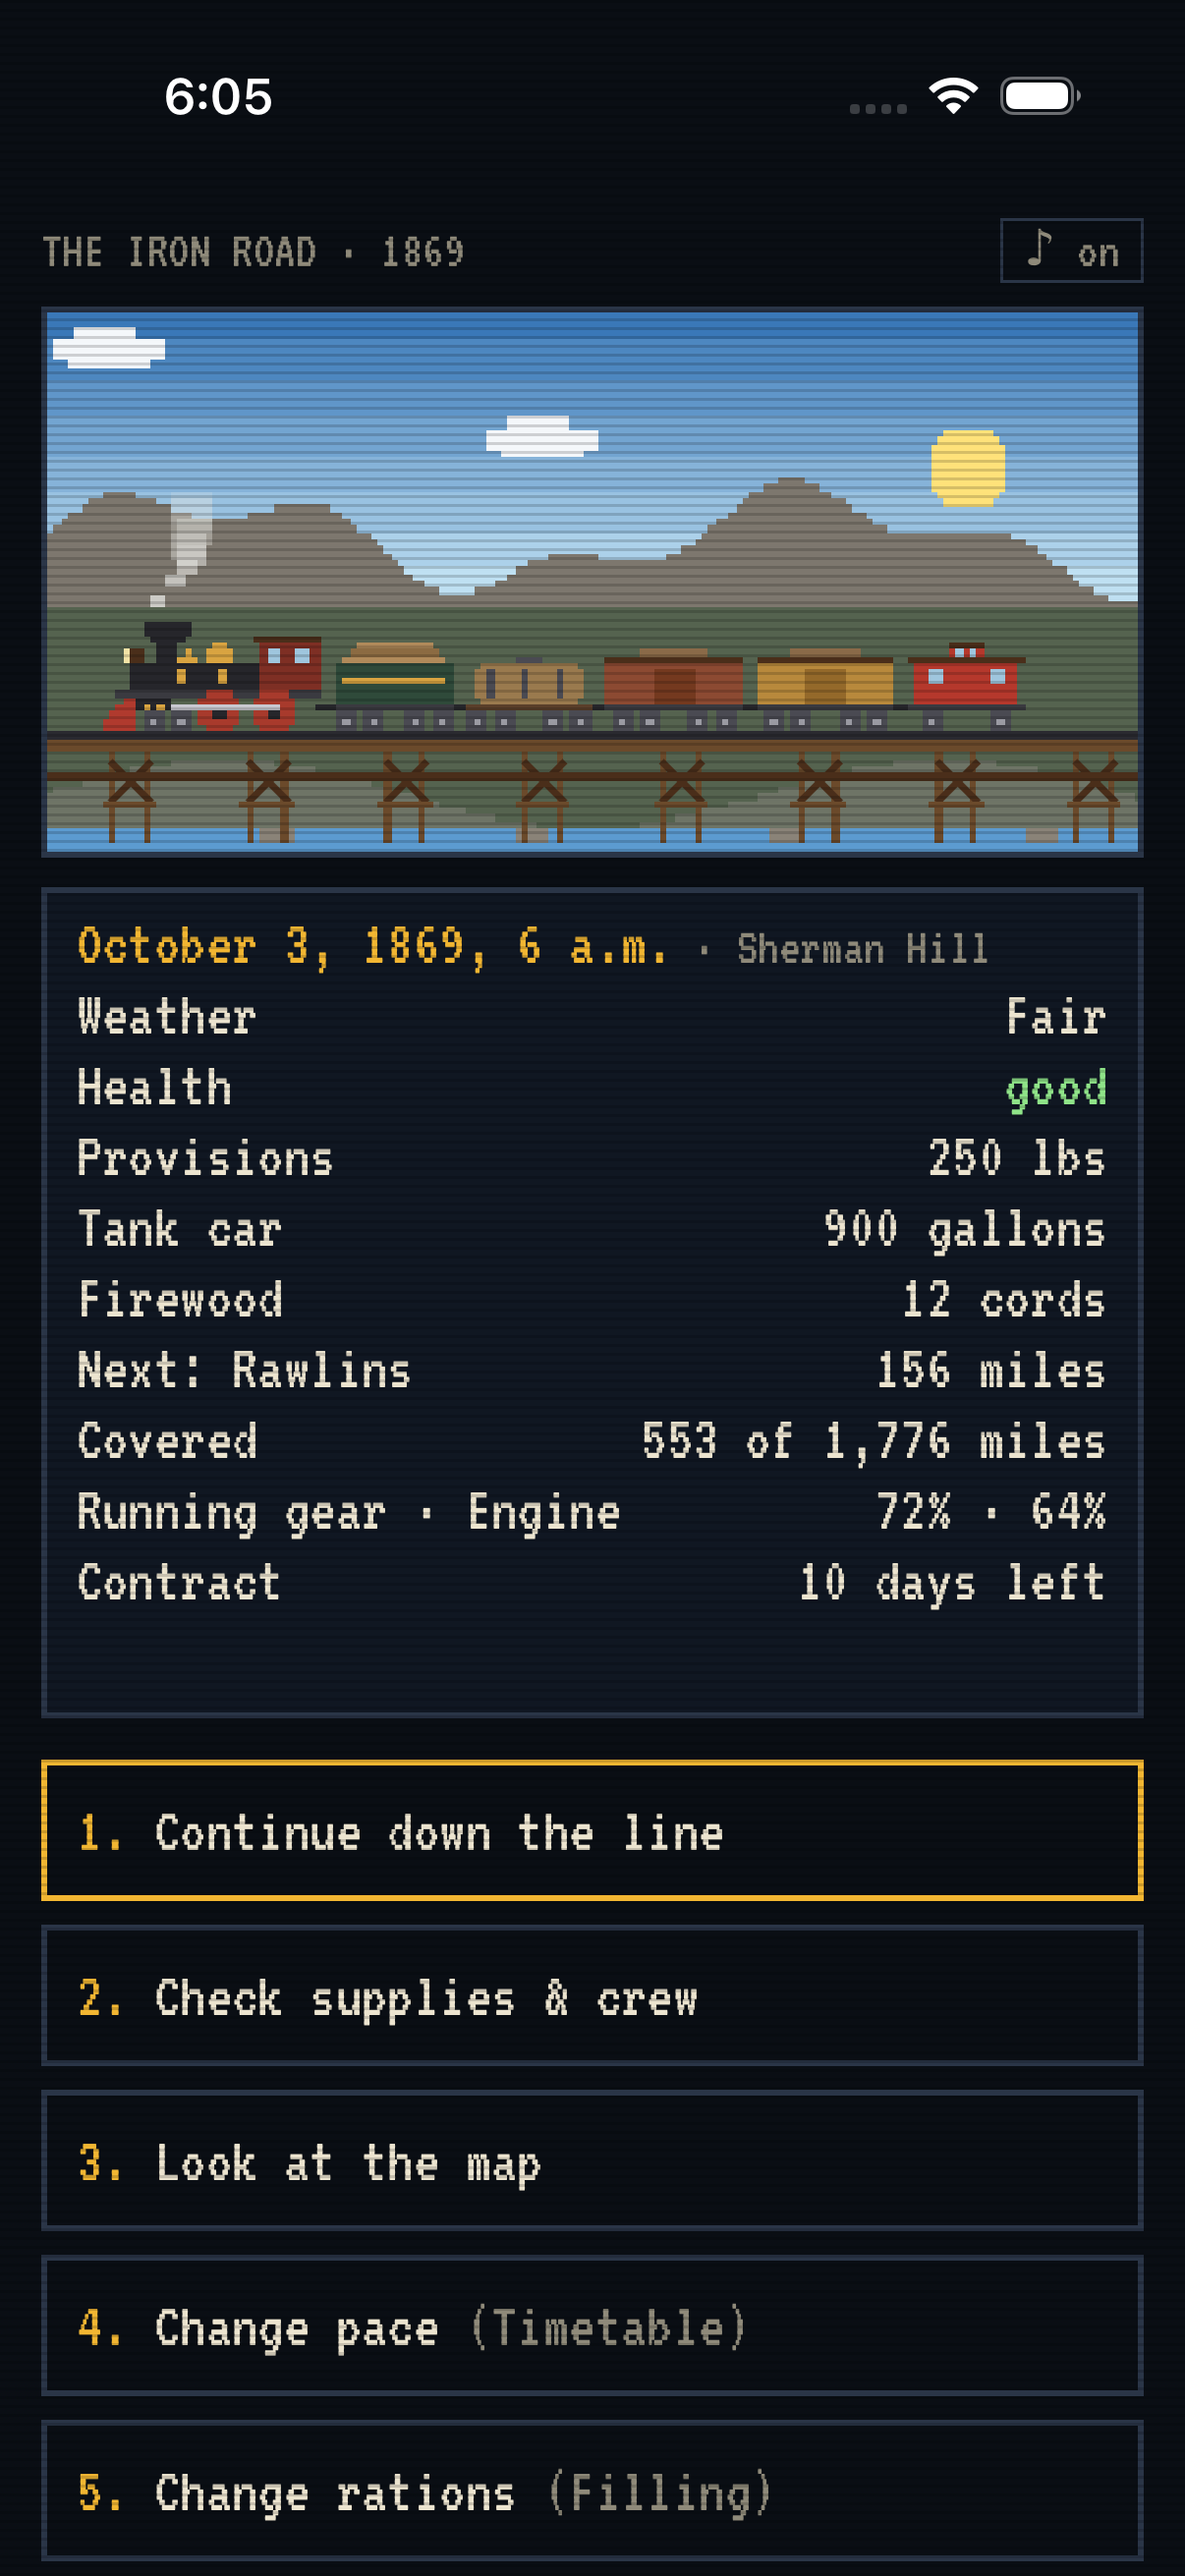 6:05
THE IRON ROAD · 1869
♪ on
October 3, 1869, 6 a.m. · Sherman Hill
Weather Fair
Health good
Provisions 250 lbs
Tank car 900 gallons
Firewood 12 cords
Next: Rawlins 156 miles
Covered 553 of 1,776 miles
Running gear · Engine 72% · 64%
Contract 10 days left
1. Continue down the line
2. Check supplies & crew
3. Look at the map
4. Change pace (Timetable)
5. Change rations (Filling)